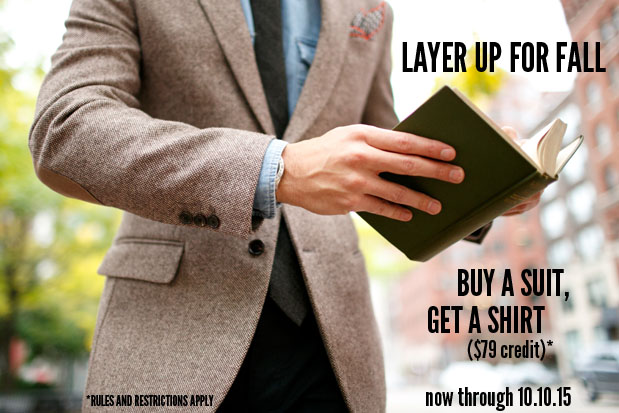 LAYER UP FOR FALL
BUY A SUIT,
GET A SHIRT
($79 credit)*
*RULES AND RESTRICTIONS APPLY
now through 10.10.15